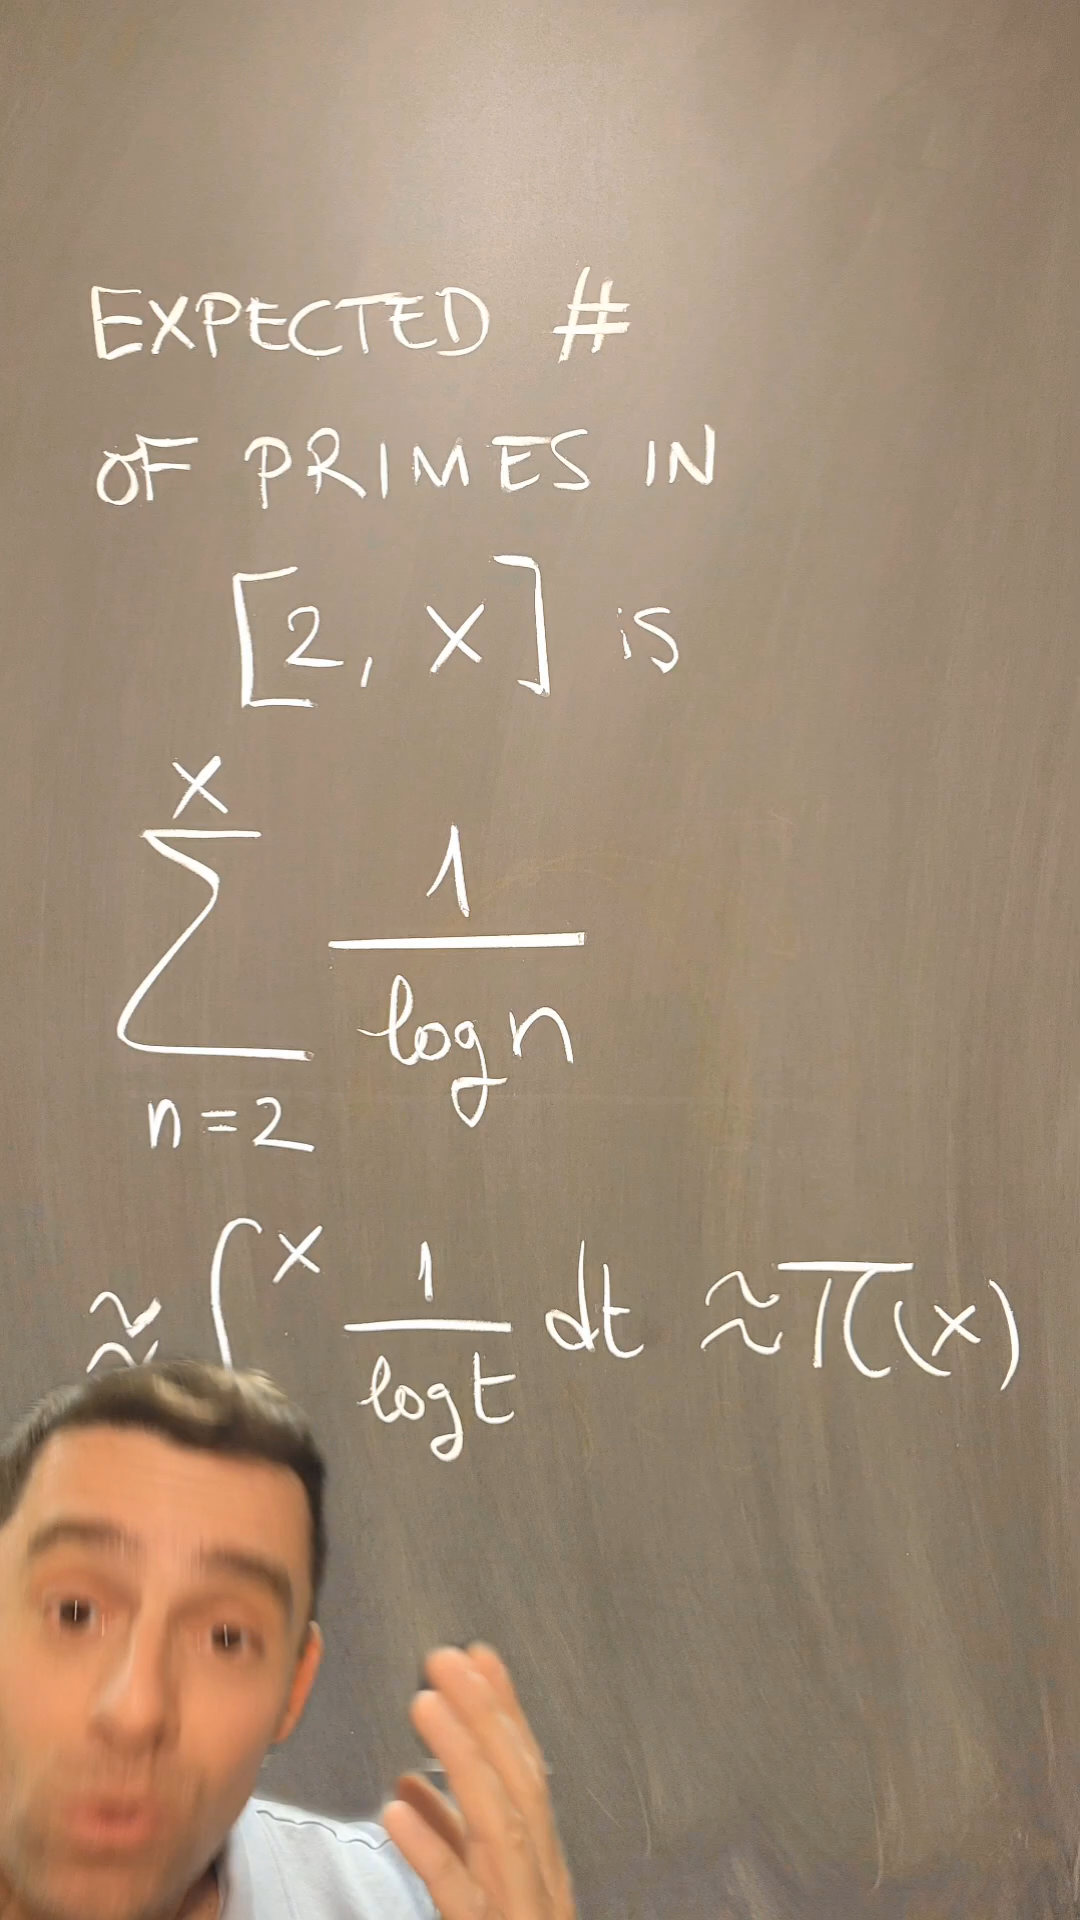 EXPECTED #
OF PRIMES IN
[2, x] is
x
∑ 1/log n
n=2
≈ ∫^x 1/log t dt ≈ π(x)